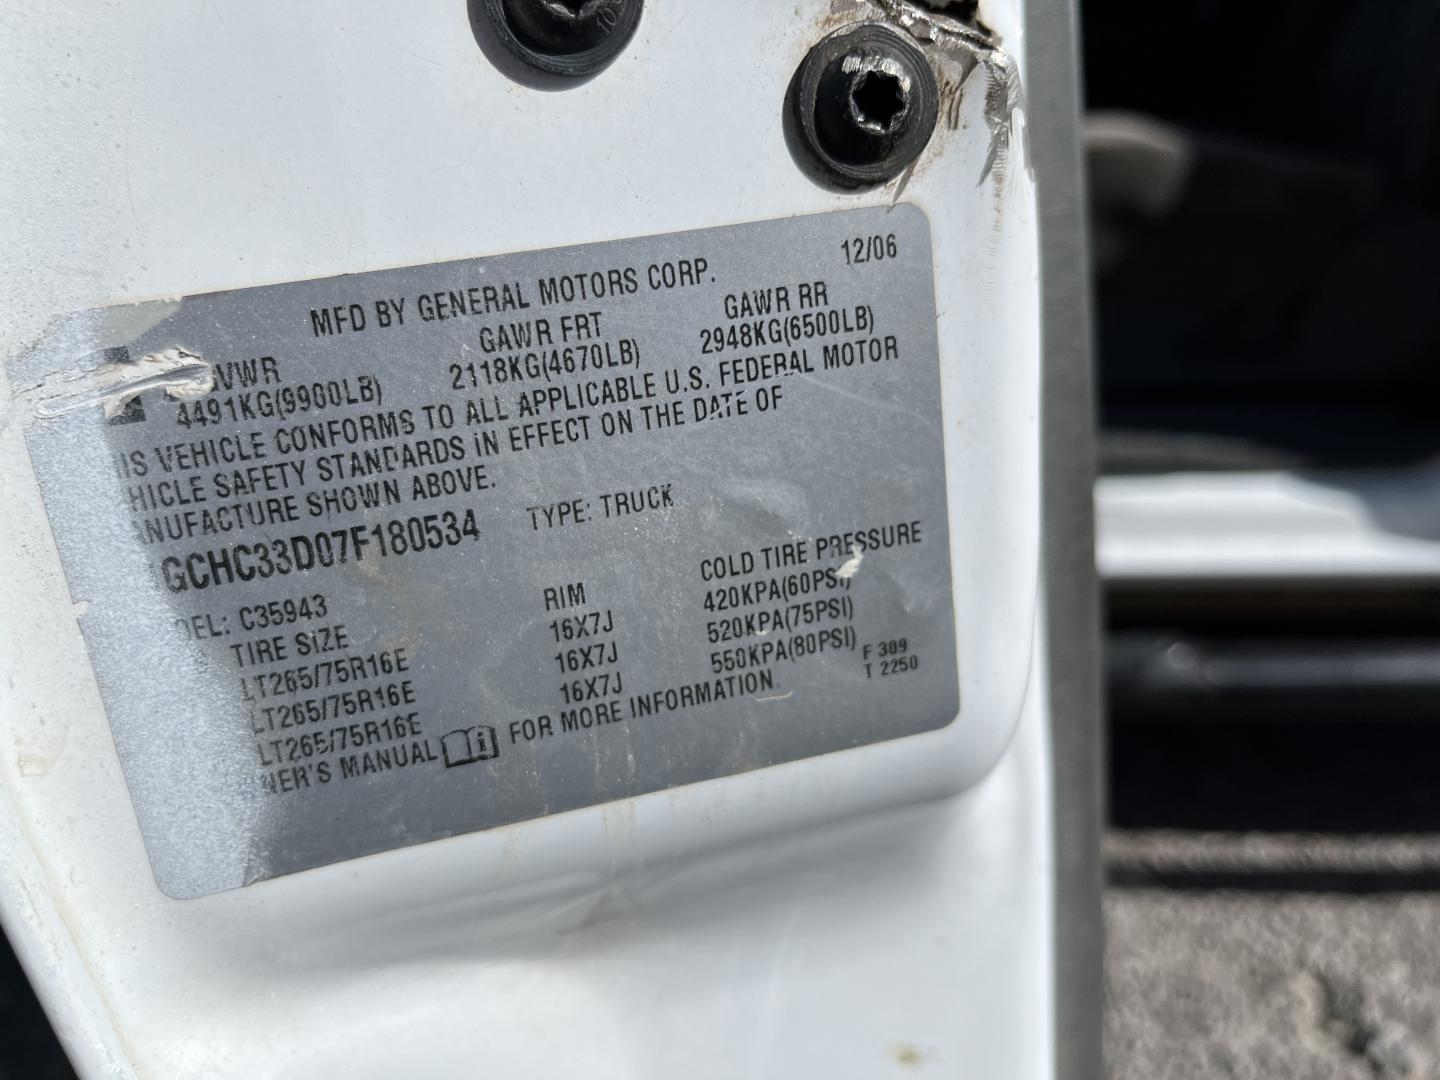 12/06
MFD BY GENERAL MOTORS CORP.
GVWR GAWR FRT GAWR RR
4491KG(9900LB) 2118KG(4670LB) 2948KG(6500LB)
IS VEHICLE CONFORMS TO ALL APPLICABLE U.S. FEDERAL MOTOR
HICLE SAFETY STANDARDS IN EFFECT ON THE DATE OF
ANUFACTURE SHOWN ABOVE.
GCHC33D07F180534 TYPE: TRUCK
DEL: C35943
TIRE SIZE RIM COLD TIRE PRESSURE
LT265/75R16E 16X7J 420KPA(60PSI)
LT265/75R16E 16X7J 520KPA(75PSI)
LT265/75R16E 16X7J 550KPA(80PSI)
NER'S MANUAL i FOR MORE INFORMATION
F 309
T 2250